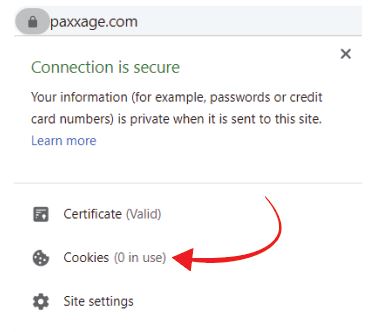 paxxage.com
Connection is secure
Your information (for example, passwords or credit
card numbers) is private when it is sent to this site.
Learn more
Certificate (Valid)
Cookies (0 in use)
Site settings